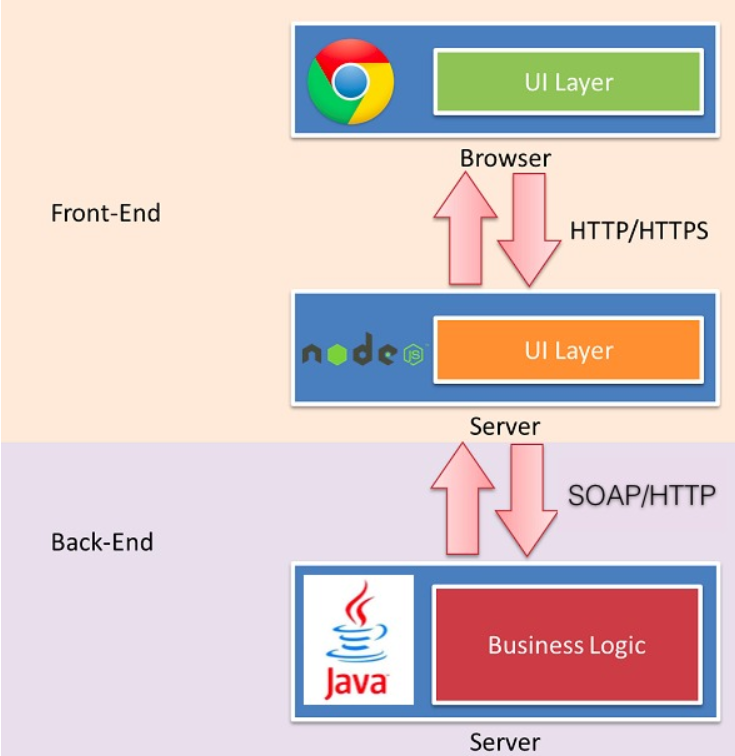 UI Layer
Browser
Front-End
HTTP/HTTPS
node JS
UI Layer
Server
SOAP/HTTP
Back-End
Java
Business Logic
Server